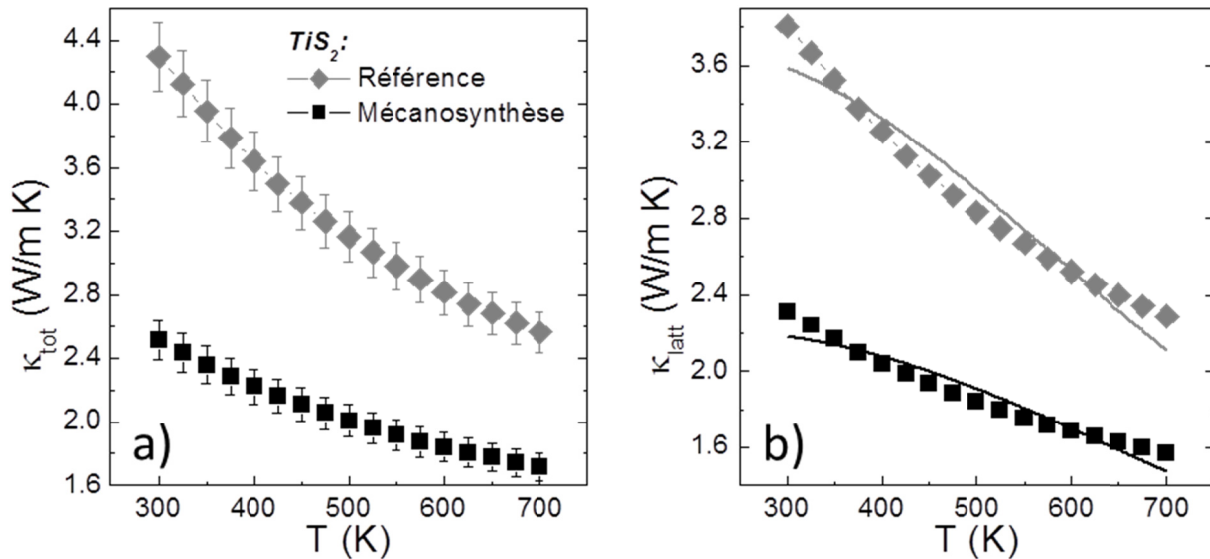 4.4
4.0
3.6
3.2
2.8
2.4
2.0
1.6
κtot (W/m K)
TiS2:
Référence
Mécanosynthèse
a)
300 400 500 600 700
T (K)
3.6
3.2
2.8
2.4
2.0
1.6
κlatt (W/m K)
b)
300 400 500 600 700
T (K)